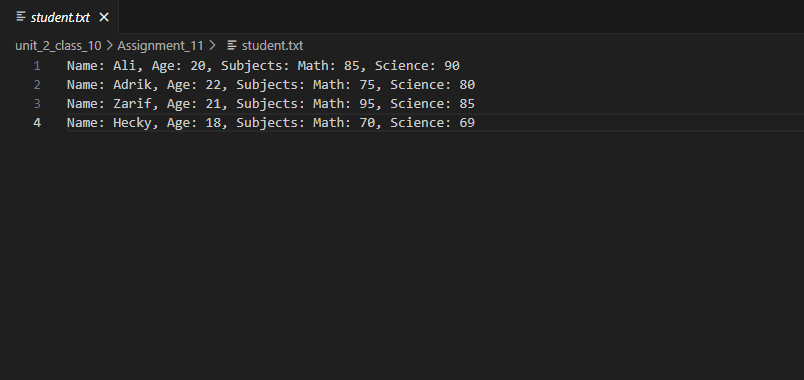 student.txt
unit_2_class_10 > Assignment_11 > student.txt
1 Name: Ali, Age: 20, Subjects: Math: 85, Science: 90
2 Name: Adrik, Age: 22, Subjects: Math: 75, Science: 80
3 Name: Zarif, Age: 21, Subjects: Math: 95, Science: 85
4 Name: Hecky, Age: 18, Subjects: Math: 70, Science: 69